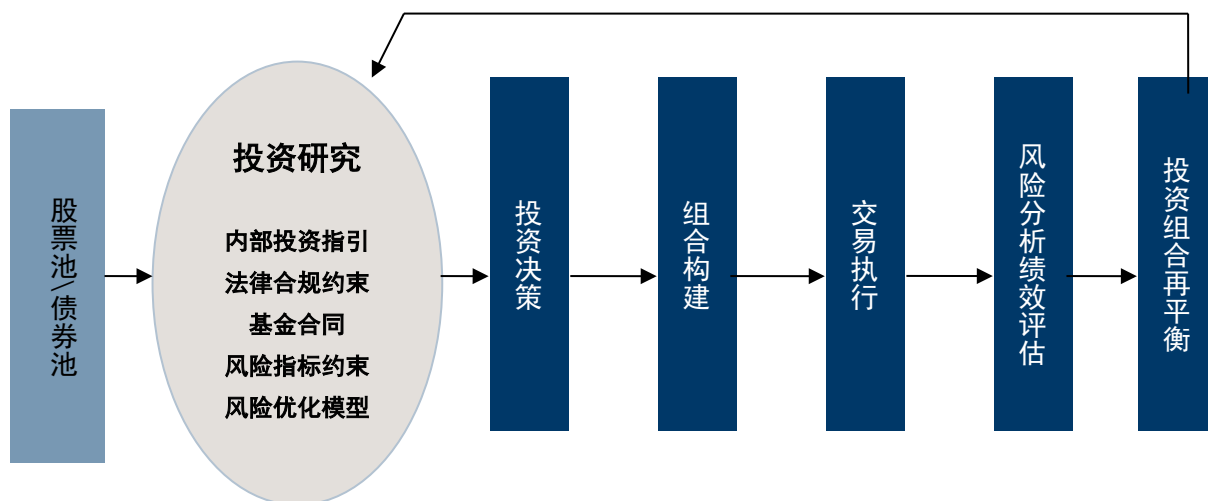 股票池/债券池
投资研究
内部投资指引
法律合规约束
基金合同
风险指标约束
风险优化模型
投资决策
组合构建
交易执行
风险分析绩效评估
投资组合再平衡